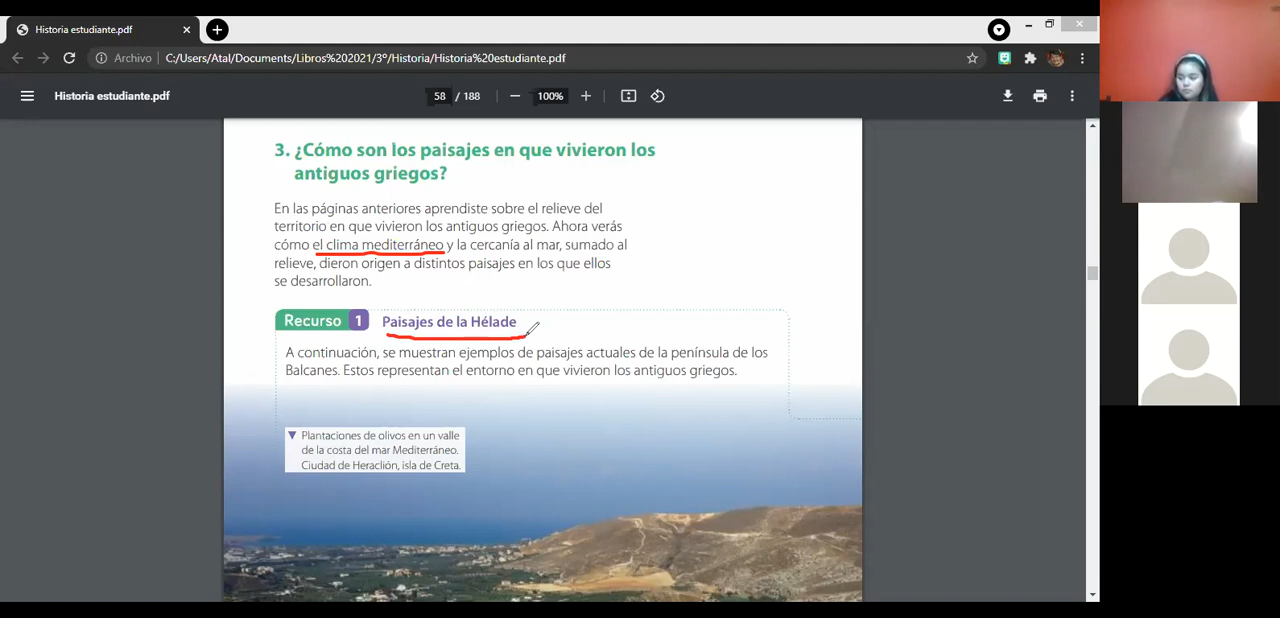 Historia estudiante.pdf
Archivo C:/Users/Atal/Documents/Libros%202021/3º/Historia/Historia%20estudiante.pdf
Historia estudiante.pdf 58 / 188 100%
3. ¿Cómo son los paisajes en que vivieron los
antiguos griegos?
En las páginas anteriores aprendiste sobre el relieve del
territorio en que vivieron los antiguos griegos. Ahora verás
cómo el clima mediterráneo y la cercanía al mar, sumado al
relieve, dieron origen a distintos paisajes en los que ellos
se desarrollaron.
Recurso 1 Paisajes de la Hélade
A continuación, se muestran ejemplos de paisajes actuales de la península de los
Balcanes. Estos representan el entorno en que vivieron los antiguos griegos.
Plantaciones de olivos en un valle
de la costa del mar Mediterráneo.
Ciudad de Heraclión, isla de Creta.